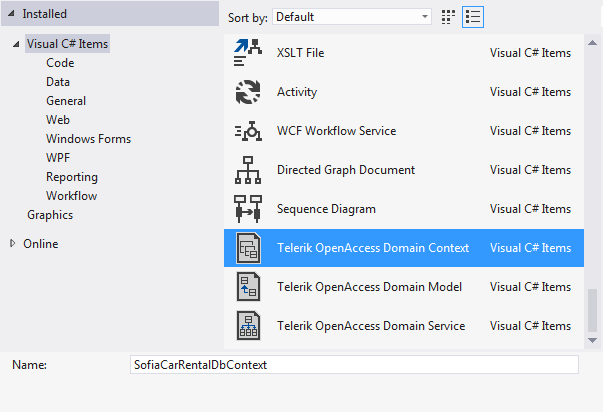 Installed
Sort by: Default
Visual C# Items
Code
Data
General
Web
Windows Forms
WPF
Reporting
Workflow
Graphics
Online
XSLT File Visual C# Items
Activity Visual C# Items
WCF Workflow Service Visual C# Items
Directed Graph Document Visual C# Items
Sequence Diagram Visual C# Items
Telerik OpenAccess Domain Context Visual C# Items
Telerik OpenAccess Domain Model Visual C# Items
Telerik OpenAccess Domain Service Visual C# Items
Name: SofiaCarRentalDbContext